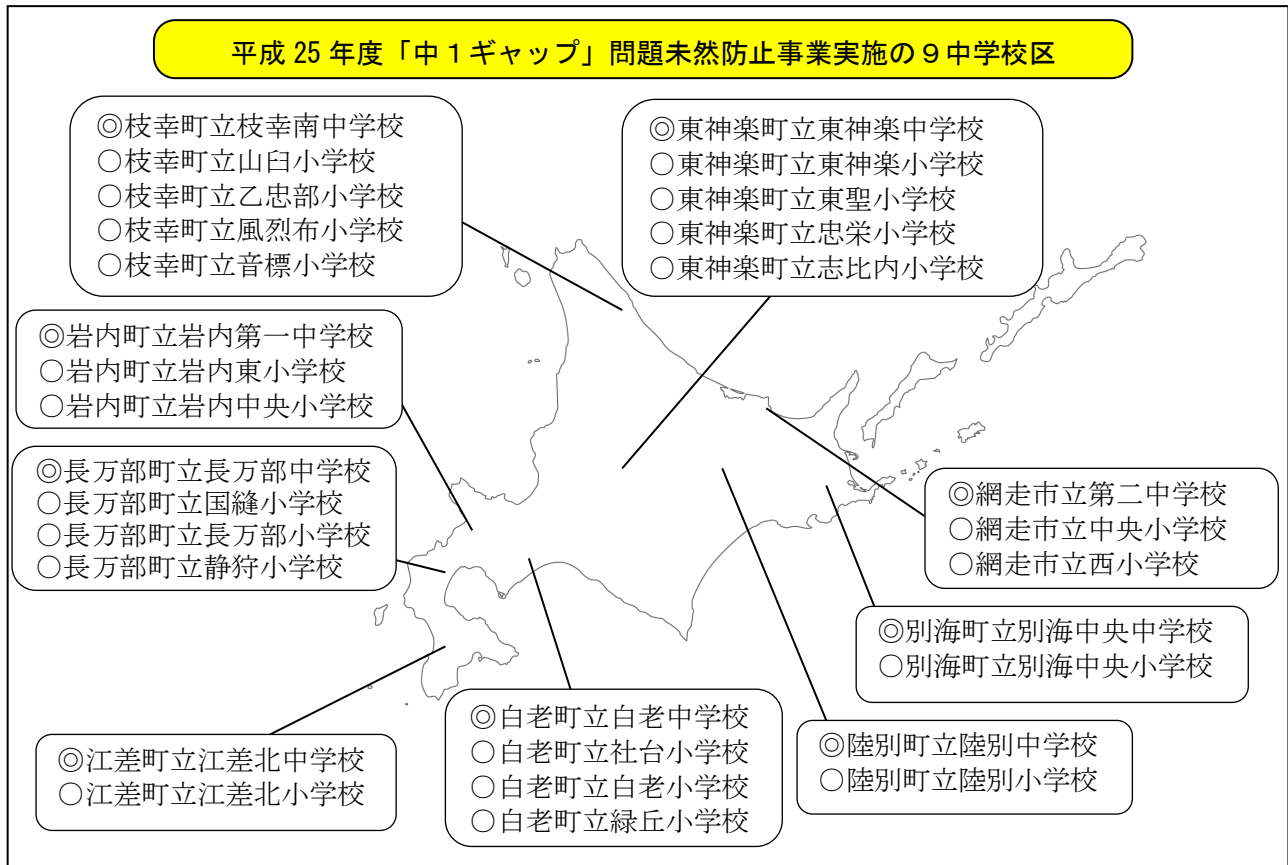 平成 25 年度「中１ギャップ」問題未然防止事業実施の９中学校区
◎枝幸町立枝幸南中学校
○枝幸町立山臼小学校
○枝幸町立乙忠部小学校
○枝幸町立風烈布小学校
○枝幸町立音標小学校
◎東神楽町立東神楽中学校
○東神楽町立東神楽小学校
○東神楽町立東聖小学校
○東神楽町立忠栄小学校
○東神楽町立志比内小学校
◎岩内町立岩内第一中学校
○岩内町立岩内東小学校
○岩内町立岩内中央小学校
◎長万部町立長万部中学校
○長万部町立国縫小学校
○長万部町立長万部小学校
○長万部町立静狩小学校
◎網走市立第二中学校
○網走市立中央小学校
○網走市立西小学校
◎別海町立別海中央中学校
○別海町立別海中央小学校
◎江差町立江差北中学校
○江差町立江差北小学校
◎白老町立白老中学校
○白老町立社台小学校
○白老町立白老小学校
○白老町立緑丘小学校
◎陸別町立陸別中学校
○陸別町立陸別小学校